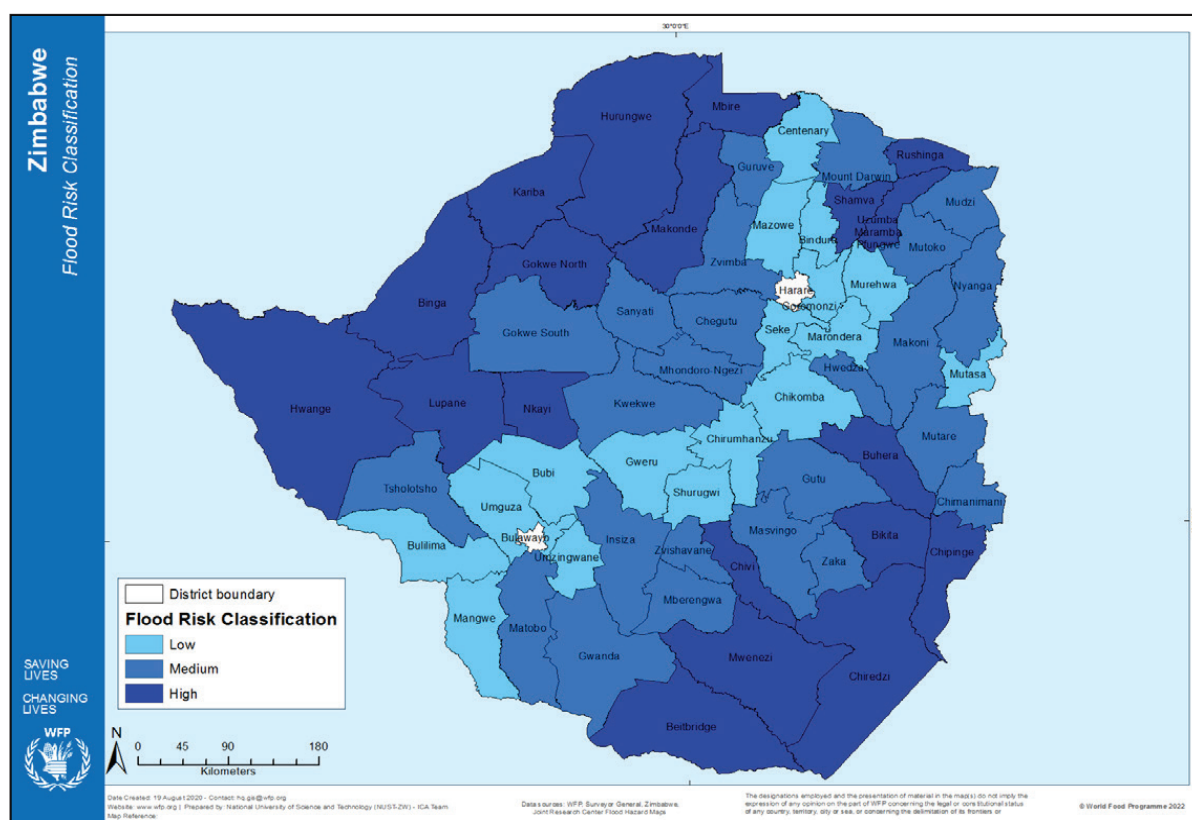 Zimbabwe
Flood Risk Classification
30°0'0"E
Mbire
Hurungwe
Centenary
Rushinga
Guruve
Mount Darwin
Kariba
Shamva
Mudzi
Uzumba
Maramba
Pfungwe
Makonde
Mazowe
Bindura
Mutoko
Gokwe North
Zvimba
Murehwa
Nyanga
Harare
Goromonzi
Binga
Sanyati
Chegutu
Gokwe South
Seke
Marondera
Makoni
Mhondoro-Ngezi
Hwedza
Mutasa
Hwange
Lupane
Nkayi
Kwekwe
Chikomba
Chirumhanzu
Mutare
Buhera
Bubi
Gweru
Gutu
Tsholotsho
Shurugwi
Chimanimani
Umguza
Masvingo
Bikita
Bulawayo
Insiza
Bulilima
Zvishavane
Chipinge
Umzingwane
Chivi
Zaka
Mberengwa
Mangwe
Matobo
Gwanda
Mwenezi
Chiredzi
Beitbridge
District boundary
Flood Risk Classification
Low
Medium
High
SAVING
LIVES
CHANGING
LIVES
WFP
N
0 45 90 180
Kilometers
Date Created: 19 August 2020 - Contact: hq.gis@wfp.org
Website: www.wfp.org | Prepared by: National University of Science and Technology (NUST-ZW) - ICA Team
Map Reference:
Data sources: WFP, Surveyor General, Zimbabwe,
Joint Research Center Flood Hazard Maps
The designations employed and the presentation of material in the map(s) do not imply the
expression of any opinion on the part of WFP concerning the legal or constitutional status
of any country, territory, city or sea, or concerning the delimitation of its frontiers or
© World Food Programme 2022